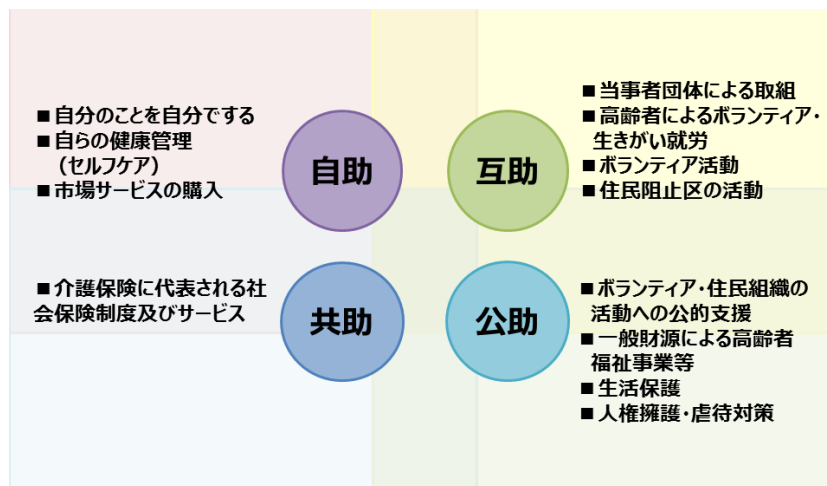 ■自分のことを自分でする
■自らの健康管理
（セルフケア）
■市場サービスの購入
自助
互助
■当事者団体による取組
■高齢者によるボランティア・
生きがい就労
■ボランティア活動
■住民阻止区の活動
■介護保険に代表される社
会保険制度及びサービス
共助
公助
■ボランティア・住民組織の
活動への公的支援
■一般財源による高齢者
福祉事業等
■生活保護
■人権擁護・虐待対策